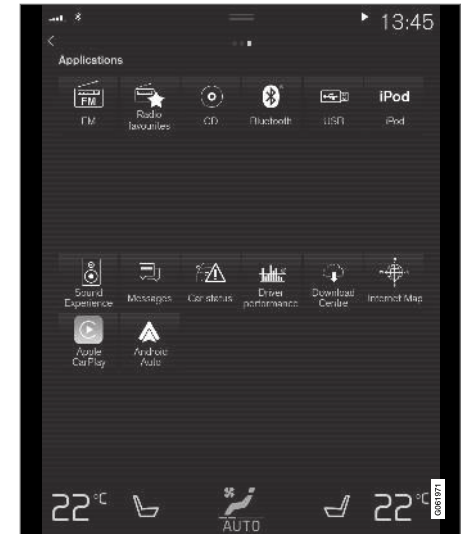 13:45
Applications
FM
iPod
FM
Radio
favourites
CD
Bluetooth
USB
iPod
Sound
Experience
Messages
Car status
Driver
performance
Download
Centre
Internet Map
Apple
CarPlay
Android
Auto
22°C
22°C
AUTO
G061971